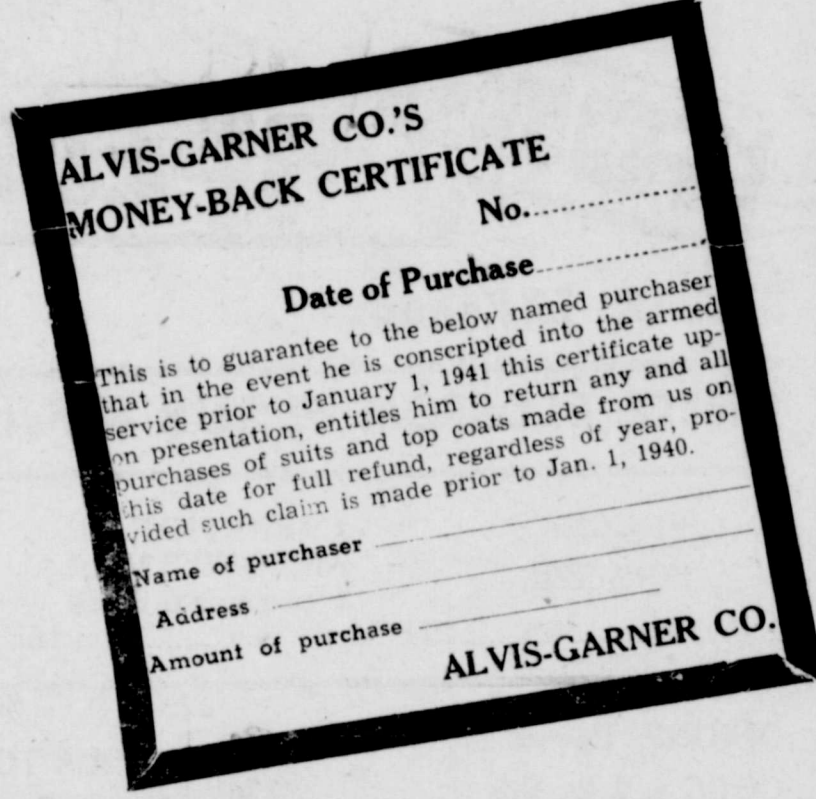 ALVIS-GARNER CO.'S
MONEY-BACK CERTIFICATE
No.
Date of Purchase
This is to guarantee to the below named purchaser
that in the event he is conscripted into the armed
service prior to January 1, 1941 this certificate up-
on presentation, entitles him to return any and all
purchases of suits and top coats made from us on
this date for full refund, regardless of year, pro-
vided such claim is made prior to Jan. 1, 1940.
Name of purchaser
Address
Amount of purchase
ALVIS-GARNER CO.